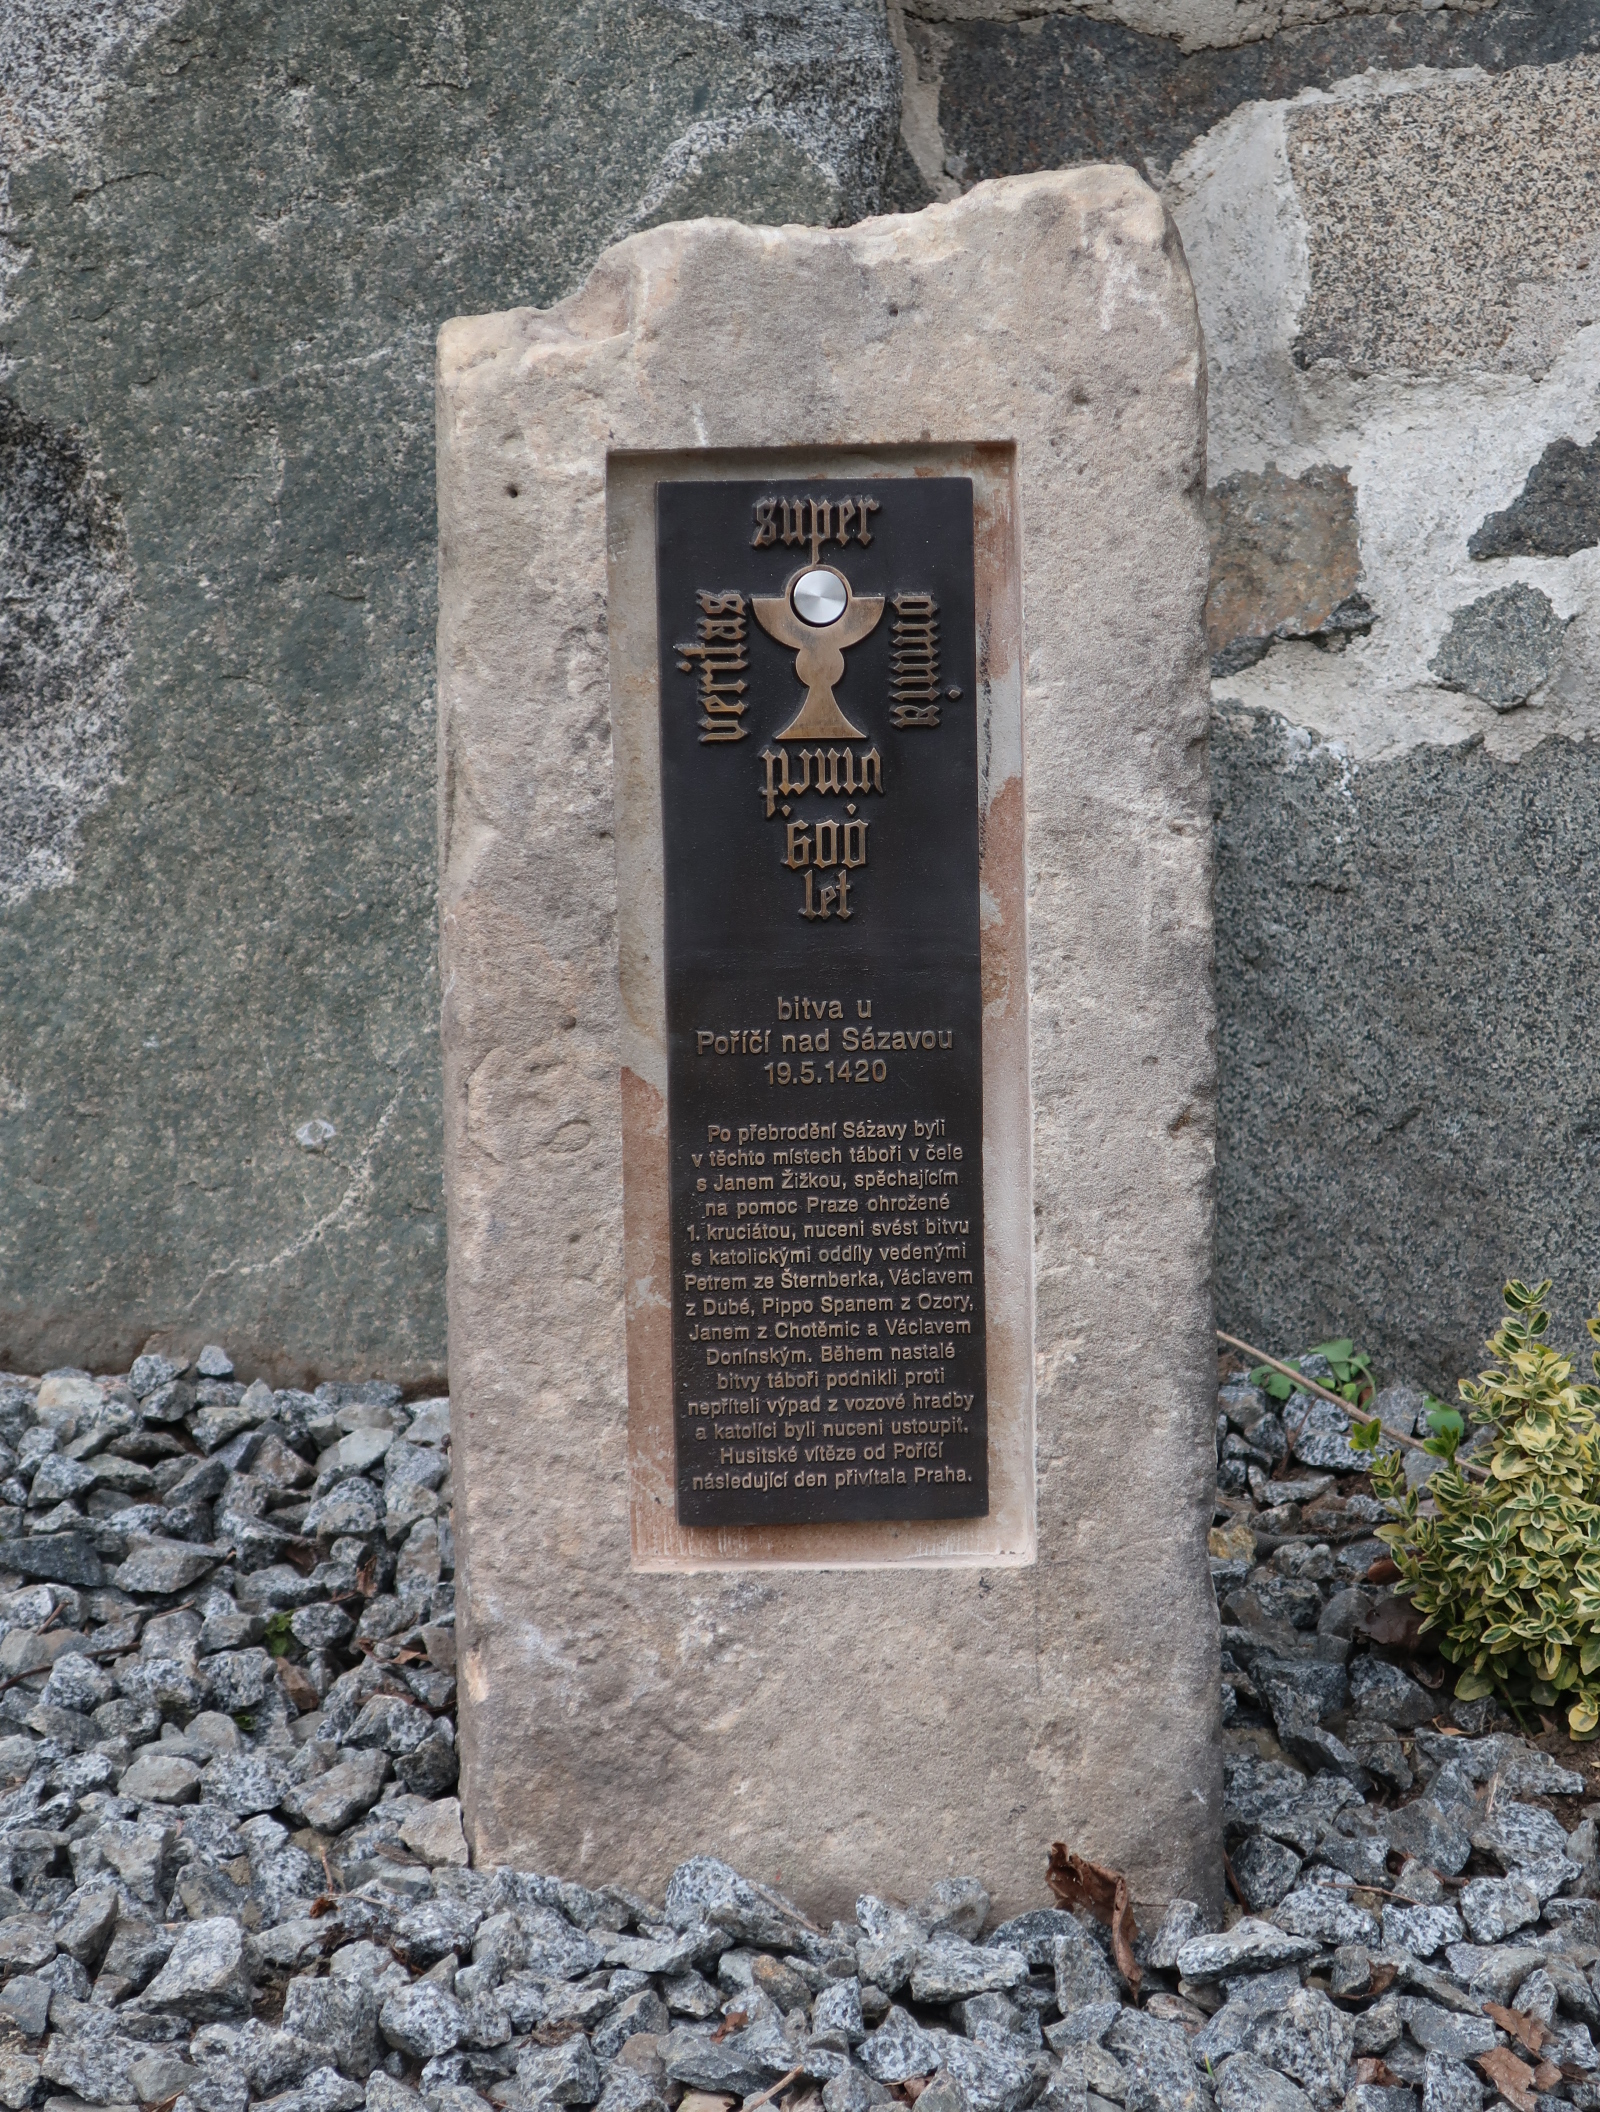 super
veritas
omnia
vincit
600
let
bitva u
Poříčí nad Sázavou
19.5.1420
Po přebrodění Sázavy byli
v těchto místech táboři v čele
s Janem Žižkou, spěchajícím
na pomoc Praze ohrožené
1. kruciátou, nuceni svést bitvu
s katolickými oddíly vedenými
Petrem ze Šternberka, Václavem
z Dubé, Pippo Spanem z Ozory,
Janem z Chotěmic a Václavem
Donínským. Během nastalé
bitvy táboři podnikli proti
nepříteli výpad z vozové hradby
a katolíci byli nuceni ustoupit.
Husitské vítěze od Poříčí
následující den přivítala Praha.